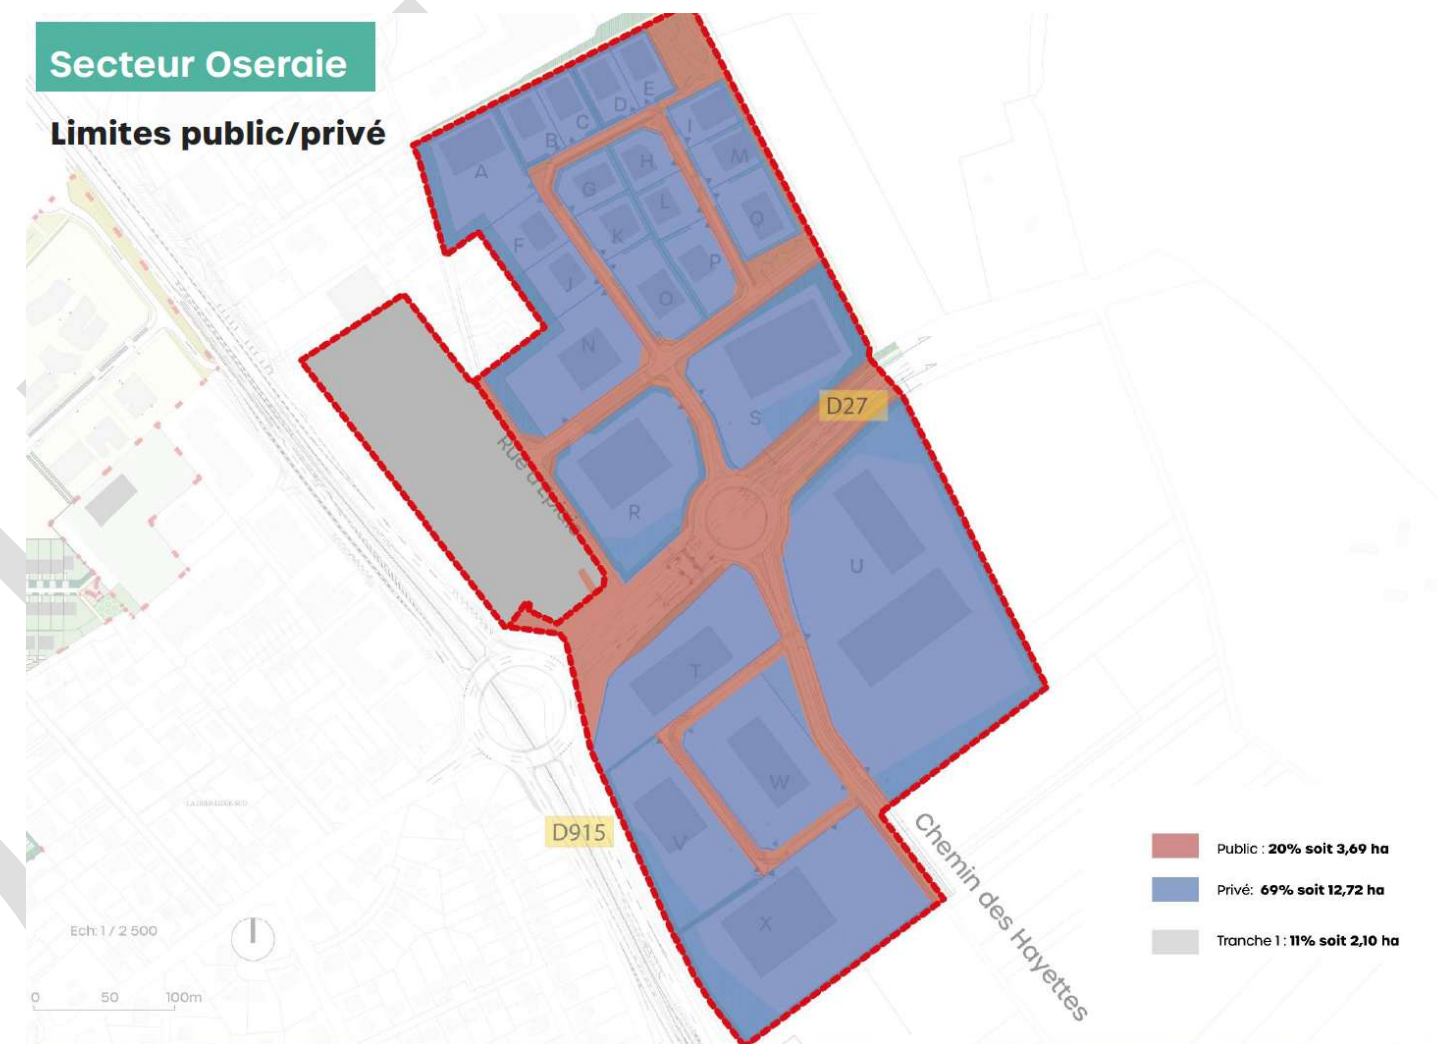 Secteur Oseraie
Limites public/privé
E
D
C
B
I
A
H
M
G
L
Q
K
F
P
J
O
N
S
D27
Rue d'Epiais
R
U
T
W
D915
V
X
Chemin des Hayettes
Public : 20% soit 3,69 ha
Privé: 69% soit 12,72 ha
Tranche 1 : 11% soit 2,10 ha
Ech: 1 / 2 500
0 50 100m